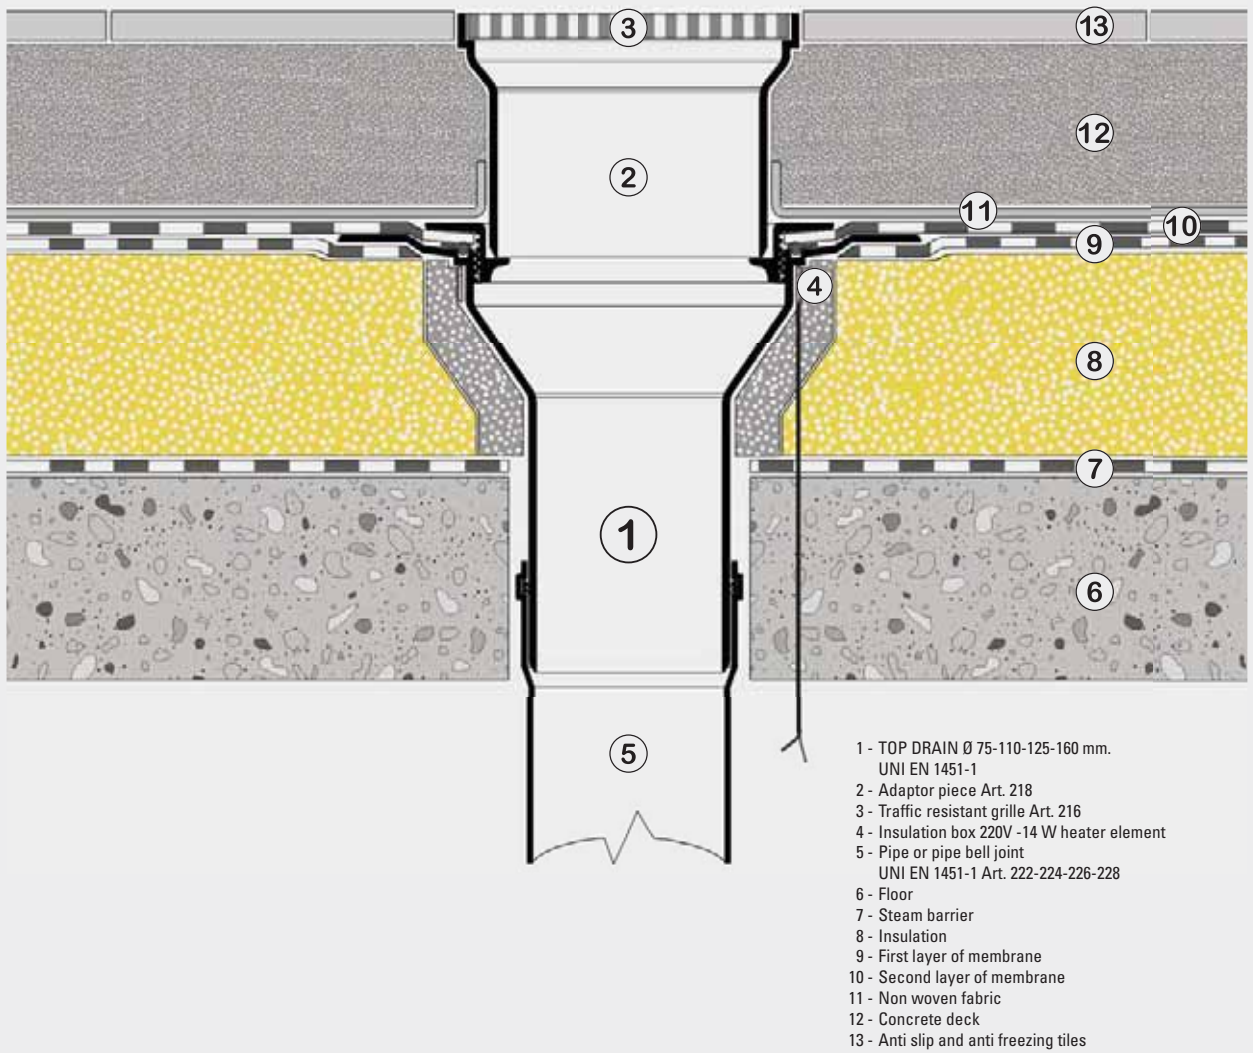 3
13
12
2
11
10
9
4
8
7
1
6
5
1 - TOP DRAIN Ø 75-110-125-160 mm.
UNI EN 1451-1
2 - Adaptor piece Art. 218
3 - Traffic resistant grille Art. 216
4 - Insulation box 220V -14 W heater element
5 - Pipe or pipe bell joint
UNI EN 1451-1 Art. 222-224-226-228
6 - Floor
7 - Steam barrier
8 - Insulation
9 - First layer of membrane
10 - Second layer of membrane
11 - Non woven fabric
12 - Concrete deck
13 - Anti slip and anti freezing tiles